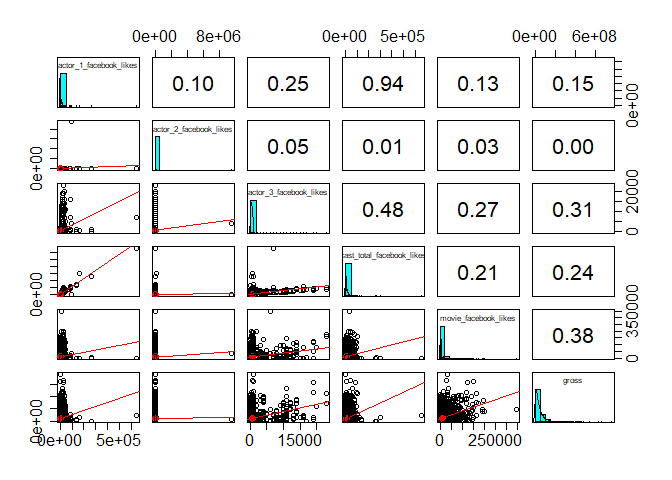 0e+00 8e+06 0e+00 5e+05 0e+00 6e+08
actor_1_facebook_likes 0.10 0.25 0.94 0.13 0.15 0e+00
0e+00 actor_2_facebook_likes 0.05 0.01 0.03 0.00
actor_3_facebook_likes 0.48 0.27 0.31 0 20000
0e+00 cast_total_facebook_likes 0.21 0.24
movie_facebook_likes 0.38 0 350000
0e+00 gross
0e+00 5e+05 0 15000 0 250000